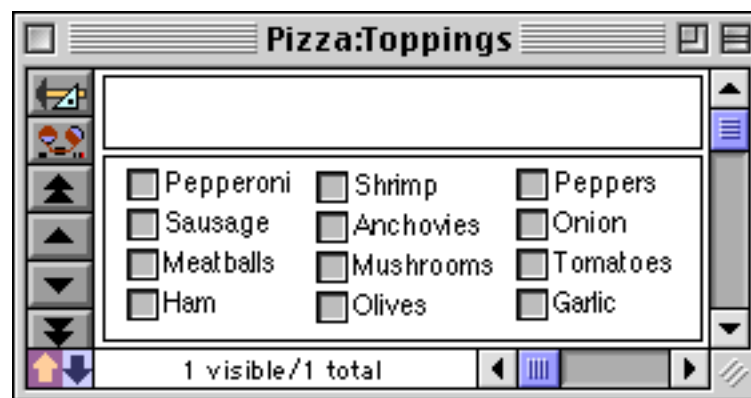 Pizza:Toppings
Pepperoni Shrimp Peppers
Sausage Anchovies Onion
Meatballs Mushrooms Tomatoes
Ham Olives Garlic
1 visible/1 total